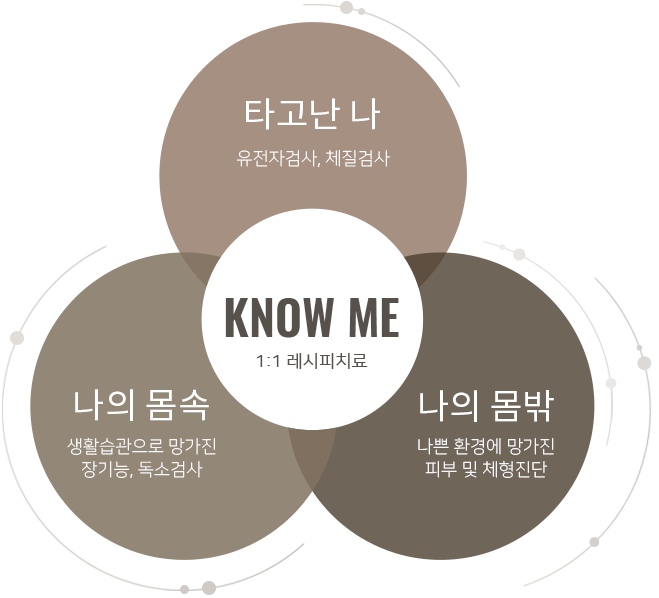 타고난 나
유전자검사, 체질검사
KNOW ME
1:1 레시피치료
나의 몸속
생활습관으로 망가진
장기능, 독소검사
나의 몸밖
나쁜 환경에 망가진
피부 및 체형진단